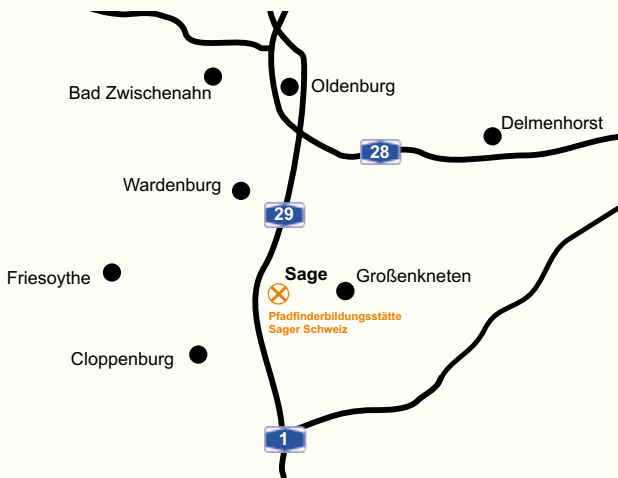 Oldenburg
Bad Zwischenahn
Delmenhorst
28
Wardenburg
29
Sage
Großenkneten
Friesoythe
Pfadfinderbildungsstätte
Sager Schweiz
Cloppenburg
1